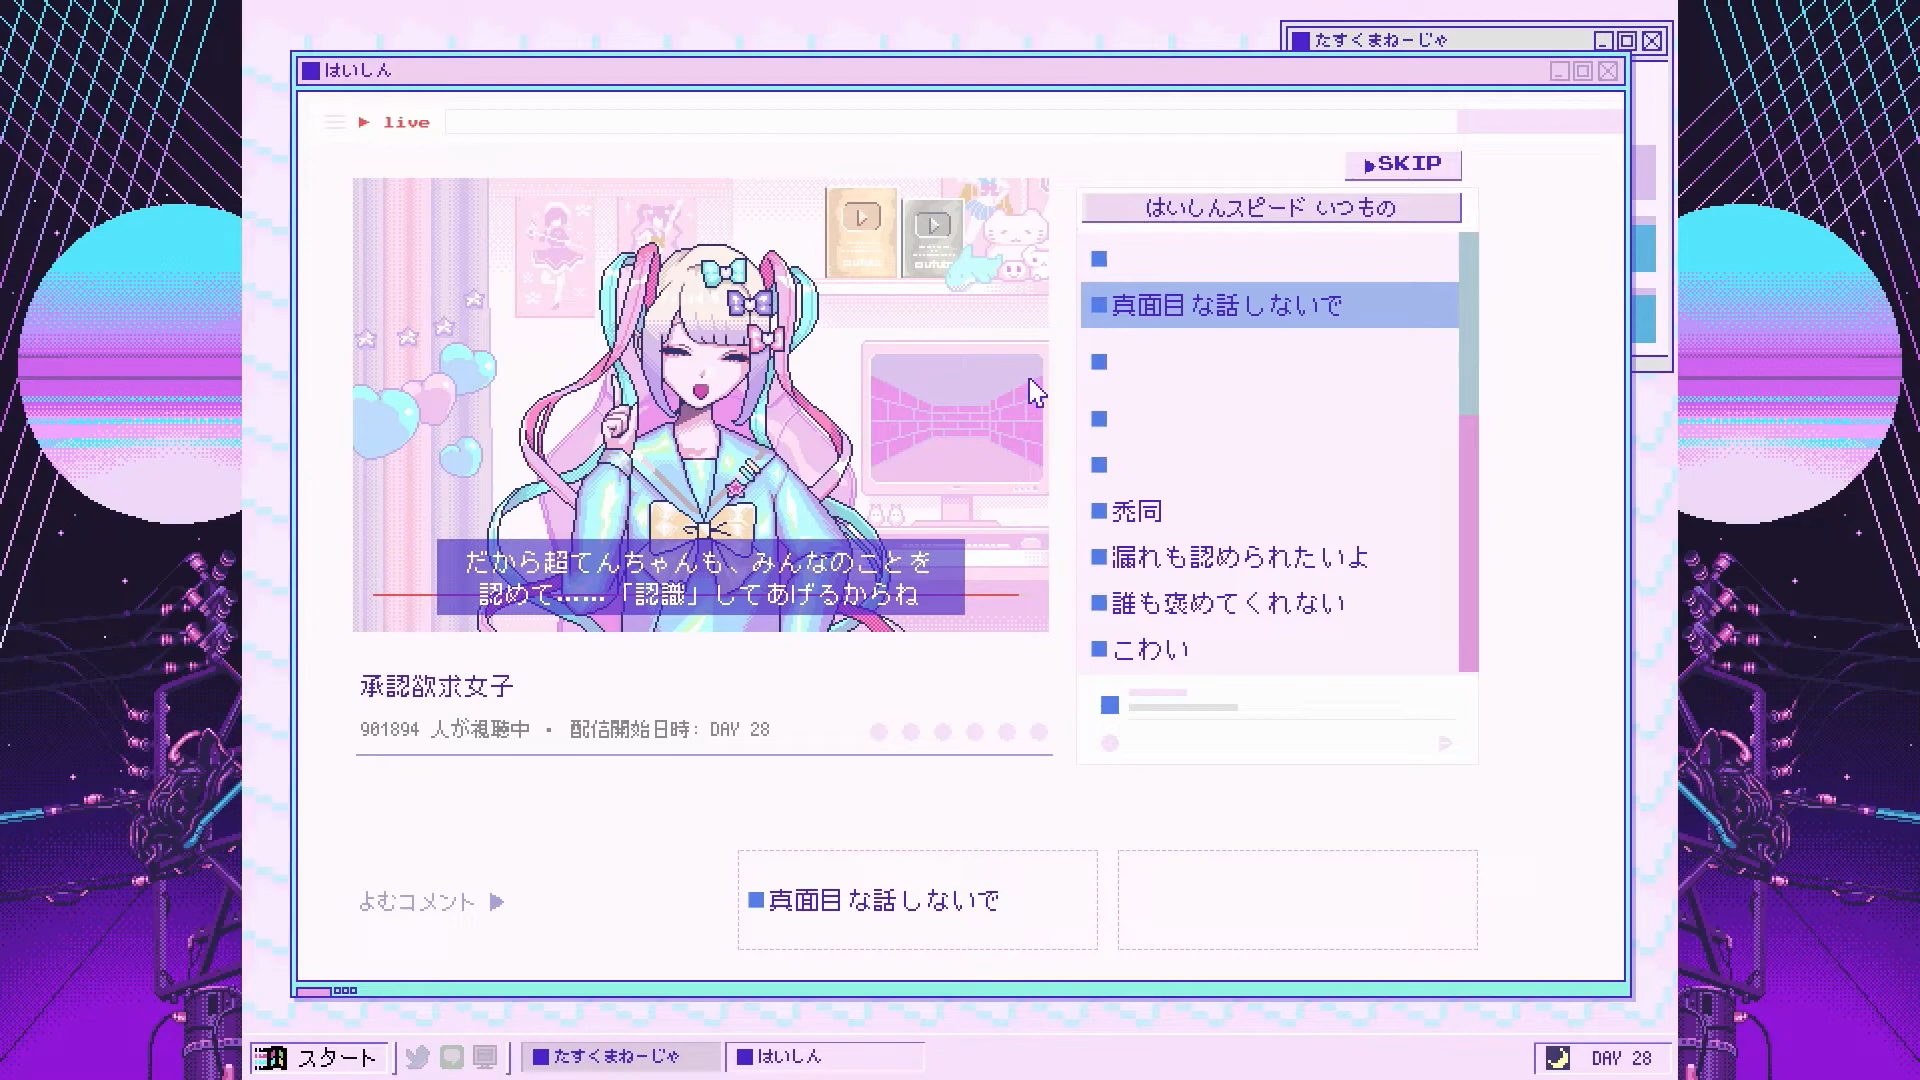 たすくまねーじゃ
はいしん
live
SKIP
はいしんスピード いつもの
真面目な話しないで
禿同
漏れも認められたいよ
誰も褒めてくれない
こわい
だから超てんちゃんも、みんなのことを
認めて……「認識」してあげるからね
承認欲求女子
901894 人が視聴中 ・ 配信開始日時: DAY 28
よむコメント
真面目な話しないで
スタート
たすくまねーじゃ
はいしん
DAY 28